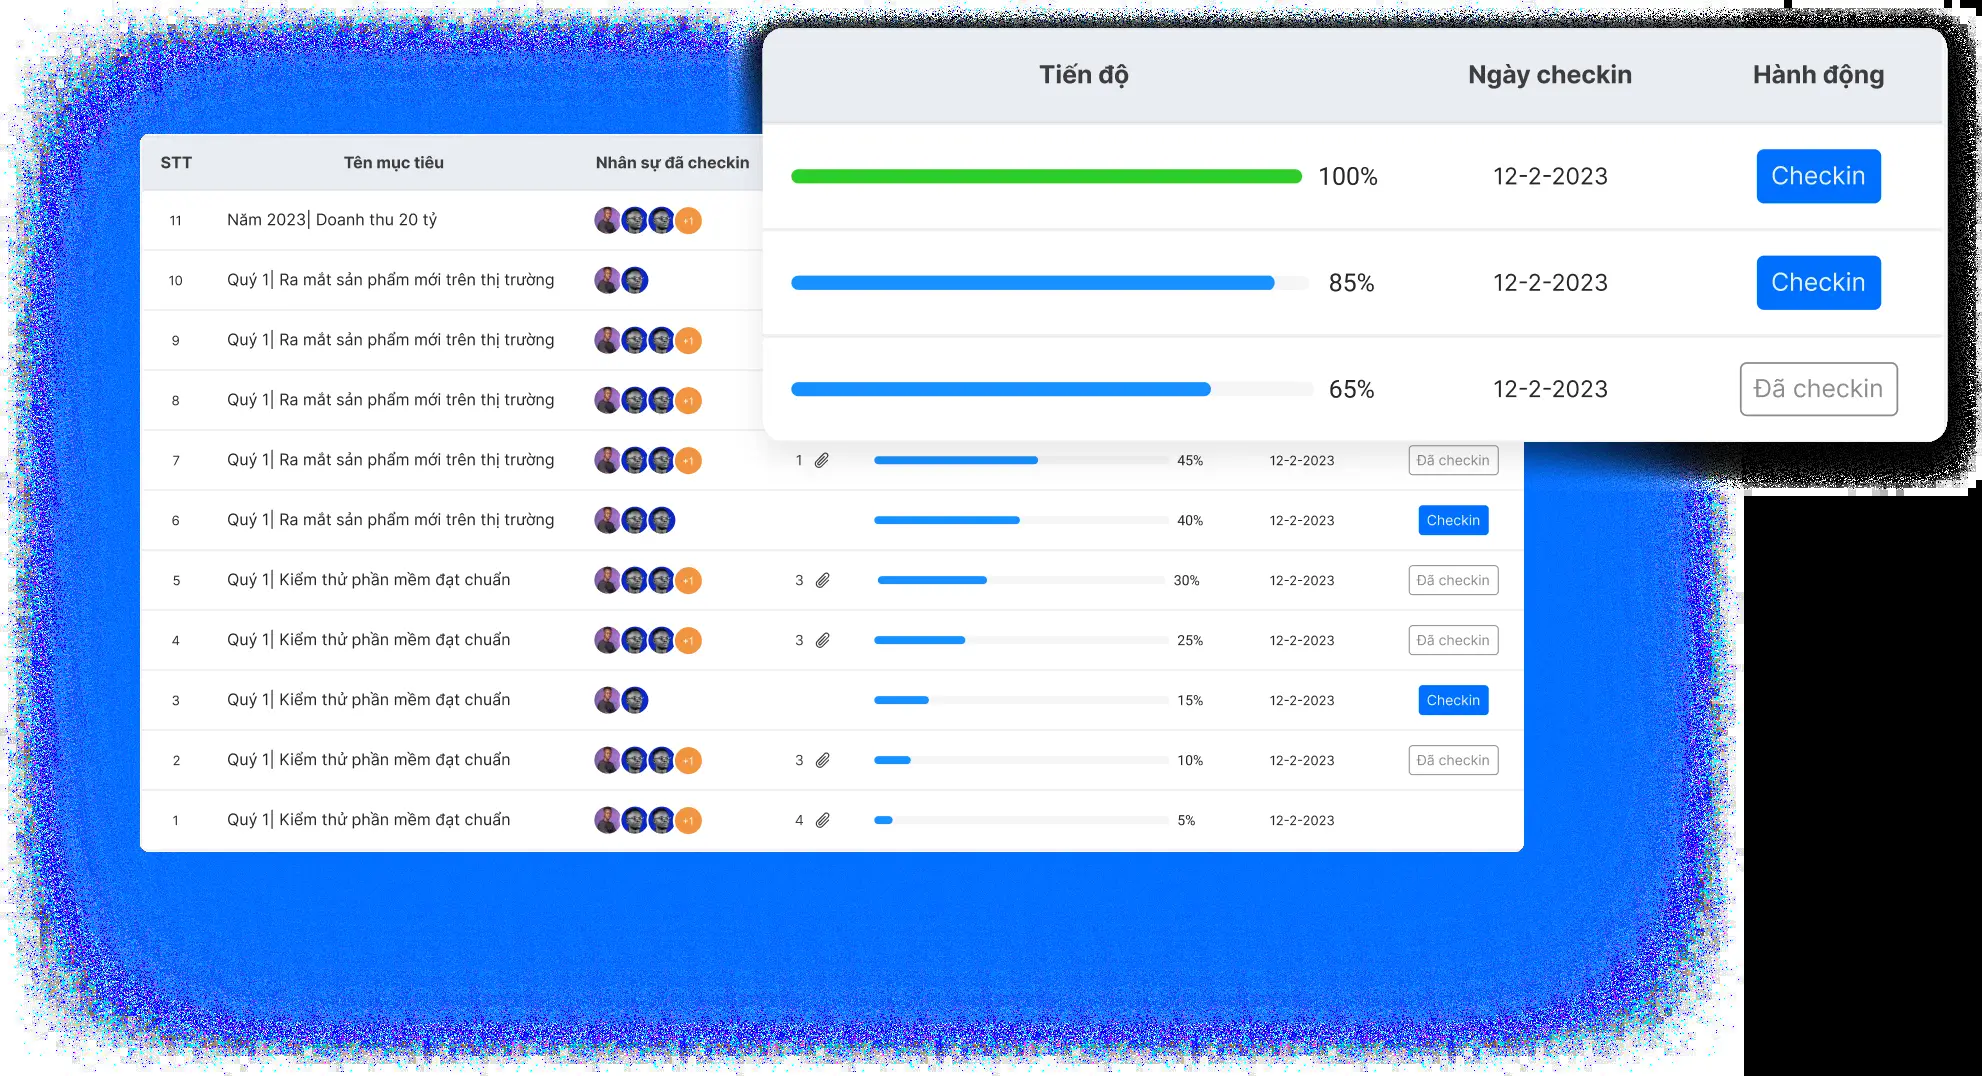 Tiến độ Ngày checkin Hành động
100% 12-2-2023 Checkin
85% 12-2-2023 Checkin
65% 12-2-2023 Đã checkin
STT Tên mục tiêu Nhân sự đã checkin
11 Năm 2023| Doanh thu 20 tỷ +1
10 Quý 1| Ra mắt sản phẩm mới trên thị trường
9 Quý 1| Ra mắt sản phẩm mới trên thị trường +1
8 Quý 1| Ra mắt sản phẩm mới trên thị trường +1
7 Quý 1| Ra mắt sản phẩm mới trên thị trường +1 1 45% 12-2-2023 Đã checkin
6 Quý 1| Ra mắt sản phẩm mới trên thị trường 40% 12-2-2023 Checkin
5 Quý 1| Kiểm thử phần mềm đạt chuẩn +1 3 30% 12-2-2023 Đã checkin
4 Quý 1| Kiểm thử phần mềm đạt chuẩn +1 3 25% 12-2-2023 Đã checkin
3 Quý 1| Kiểm thử phần mềm đạt chuẩn 15% 12-2-2023 Checkin
2 Quý 1| Kiểm thử phần mềm đạt chuẩn +1 3 10% 12-2-2023 Đã checkin
1 Quý 1| Kiểm thử phần mềm đạt chuẩn +1 4 5% 12-2-2023